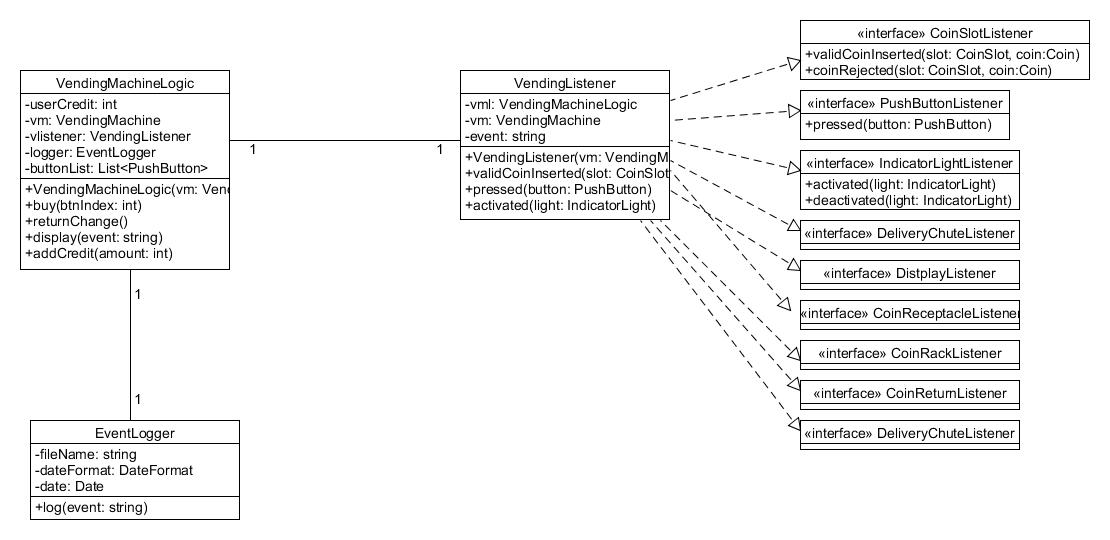 VendingMachineLogic
-userCredit: int
-vm: VendingMachine
-vlistener: VendingListener
-logger: EventLogger
-buttonList: List<PushButton>
+VendingMachineLogic(vm: Vend
+buy(btnIndex: int)
+returnChange()
+display(event: string)
+addCredit(amount: int)
1
1
1
1
EventLogger
-fileName: string
-dateFormat: DateFormat
-date: Date
+log(event: string)
VendingListener
-vml: VendingMachineLogic
-vm: VendingMachine
-event: string
+VendingListener(vm: VendingM
+validCoinInserted(slot: CoinSlot
+pressed(button: PushButton)
+activated(light: IndicatorLight)
«interface» CoinSlotListener
+validCoinInserted(slot: CoinSlot, coin:Coin)
+coinRejected(slot: CoinSlot, coin:Coin)
«interface» PushButtonListener
+pressed(button: PushButton)
«interface» IndicatorLightListener
+activated(light: IndicatorLight)
+deactivated(light: IndicatorLight)
«interface» DeliveryChuteListener
«interface» DistplayListener
«interface» CoinReceptacleListener
«interface» CoinRackListener
«interface» CoinReturnListener
«interface» DeliveryChuteListener